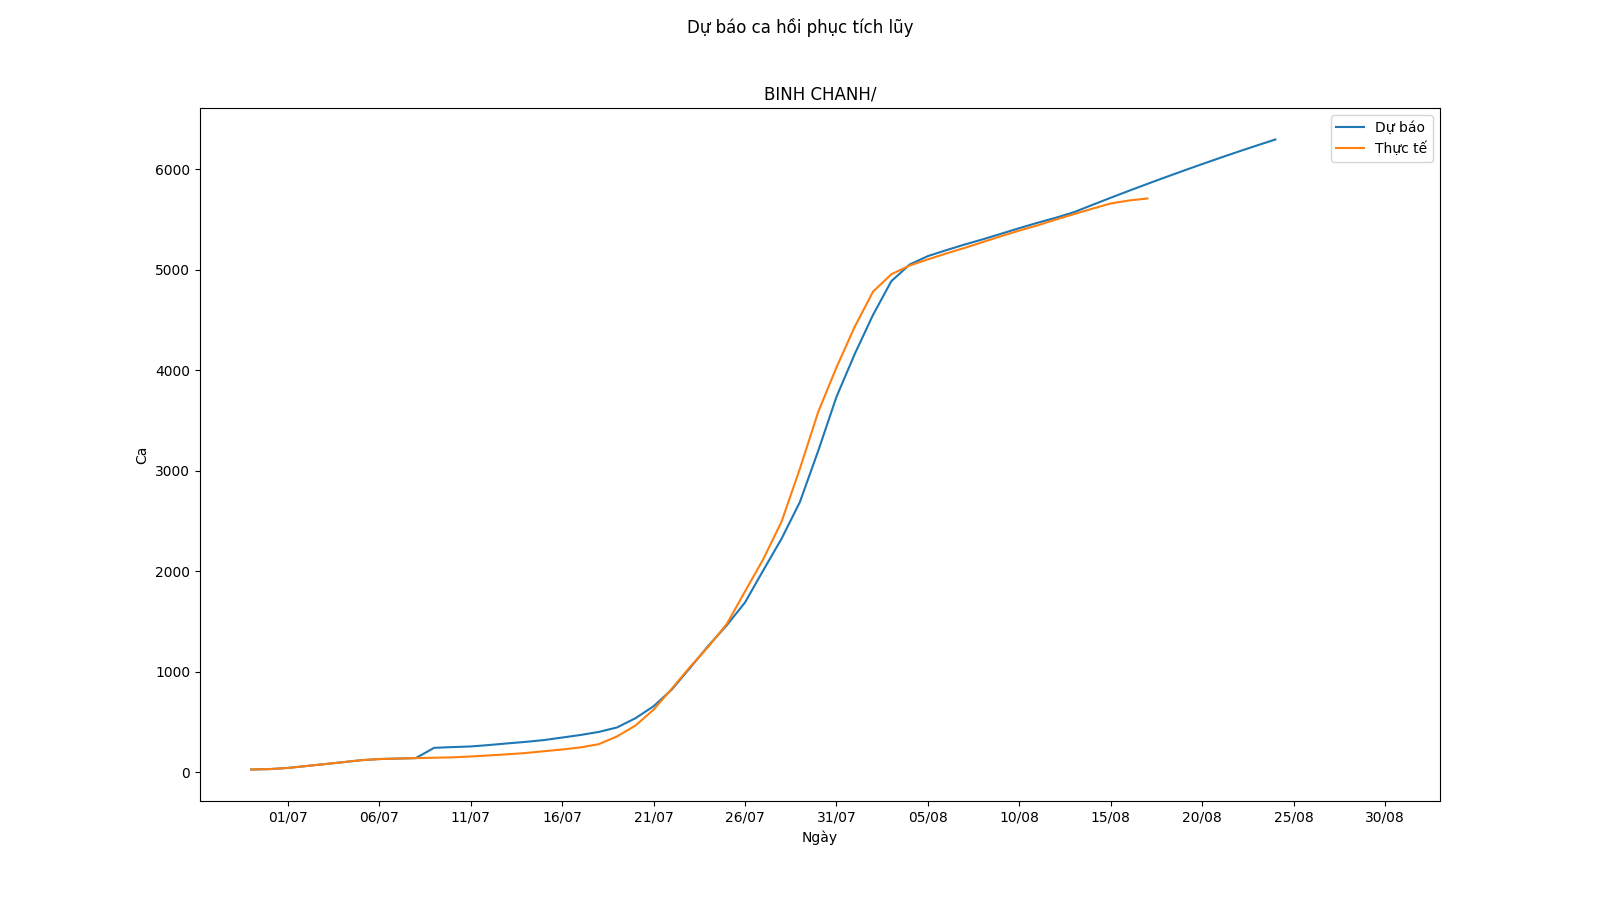 Dự báo ca hồi phục tích lũy
BINH CHANH/
Dự báo
Thực tế
6000
5000
4000
3000
2000
1000
0
Ca
01/07 06/07 11/07 16/07 21/07 26/07 31/07 05/08 10/08 15/08 20/08 25/08 30/08
Ngày